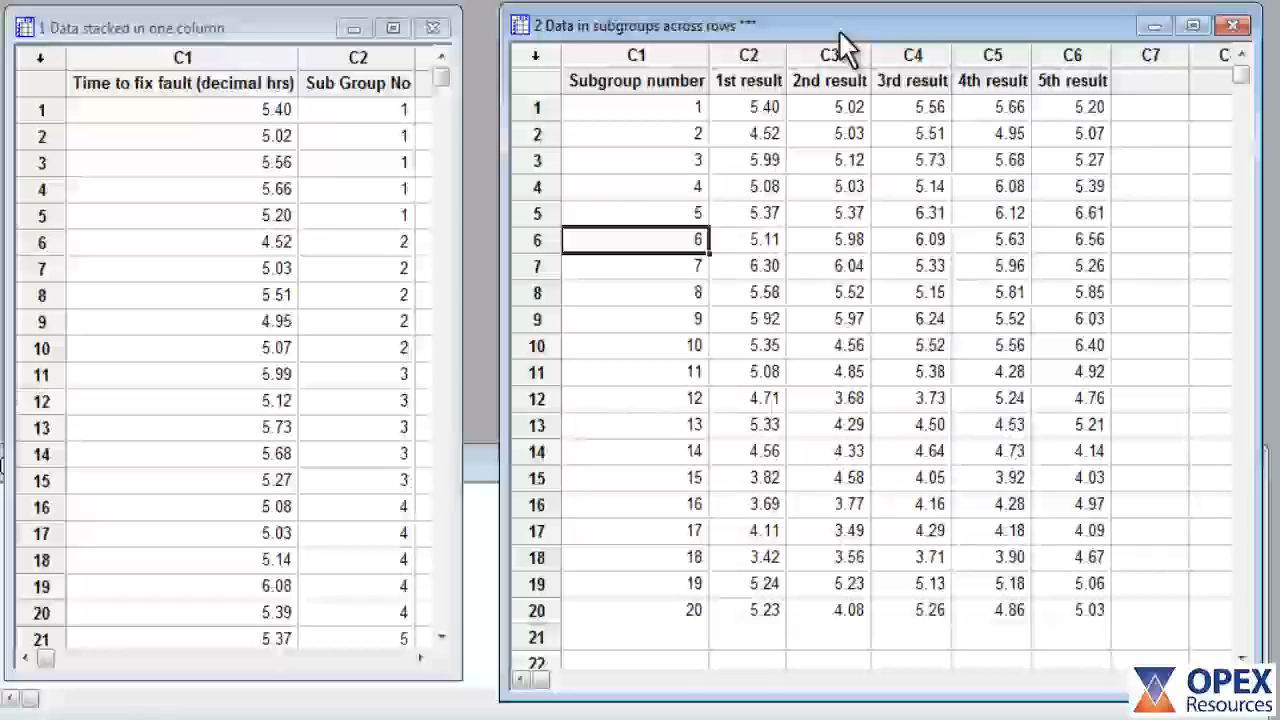 1 Data stacked in one column
C1 C2
Time to fix fault (decimal hrs) Sub Group No
1 5.40 1
2 5.02 1
3 5.56 1
4 5.66 1
5 5.20 1
6 4.52 2
7 5.03 2
8 5.51 2
9 4.95 2
10 5.07 2
11 5.99 3
12 5.12 3
13 5.73 3
14 5.68 3
15 5.27 3
16 5.08 4
17 5.03 4
18 5.14 4
19 6.08 4
20 5.39 4
21 5.37 5
2 Data in subgroups across rows ***
C1 C2 C3 C4 C5 C6 C7 C
Subgroup number 1st result 2nd result 3rd result 4th result 5th result
1 1 5.40 5.02 5.56 5.66 5.20
2 2 4.52 5.03 5.51 4.95 5.07
3 3 5.99 5.12 5.73 5.68 5.27
4 4 5.08 5.03 5.14 6.08 5.39
5 5 5.37 5.37 6.31 6.12 6.61
6 6 5.11 5.98 6.09 5.63 6.56
7 7 6.30 6.04 5.33 5.96 5.26
8 8 5.58 5.52 5.15 5.81 5.85
9 9 5.92 5.97 6.24 5.52 6.03
10 10 5.35 4.56 5.52 5.56 6.40
11 11 5.08 4.85 5.38 4.28 4.92
12 12 4.71 3.68 3.73 5.24 4.76
13 13 5.33 4.29 4.50 4.53 5.21
14 14 4.56 4.33 4.64 4.73 4.14
15 15 3.82 4.58 4.05 3.92 4.03
16 16 3.69 3.77 4.16 4.28 4.97
17 17 4.11 3.49 4.29 4.18 4.09
18 18 3.42 3.56 3.71 3.90 4.67
19 19 5.24 5.23 5.13 5.18 5.06
20 20 5.23 4.08 5.26 4.86 5.03
21
22
OPEX
Resources